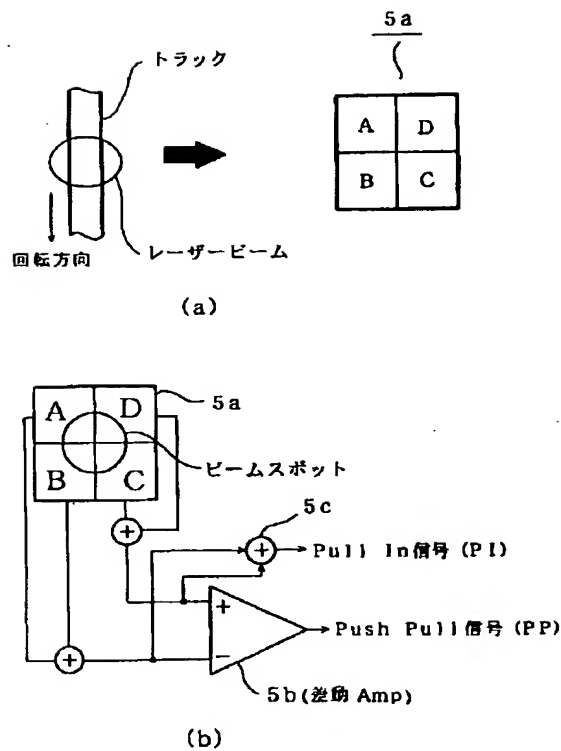 5a
トラック
A D
B C
回転方向
レーザービーム
(a)
A D
B C
5a
ビームスポット
5c
+
+
Pull In信号(PI)
+
Push Pull信号(PP)
+
-
5b(差動Amp)
(b)